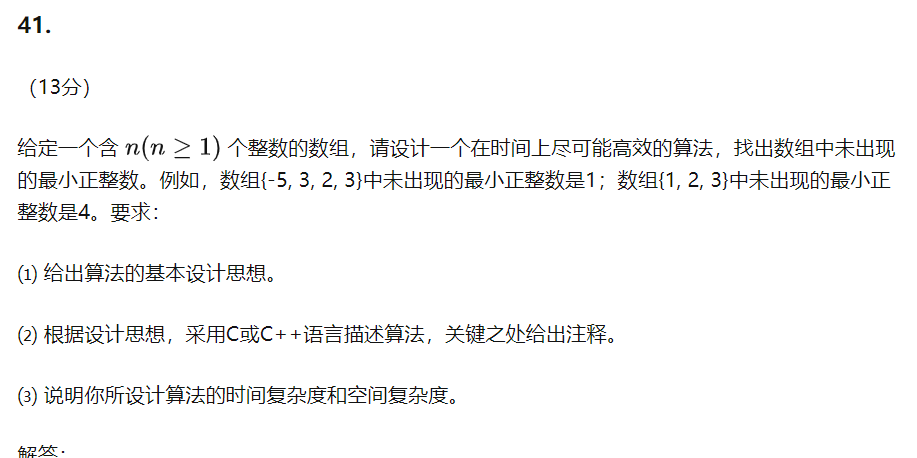 41.
（13分）
给定一个含 n(n ≥ 1) 个整数的数组，请设计一个在时间上尽可能高效的算法，找出数组中未出现
的最小正整数。例如，数组{-5, 3, 2, 3}中未出现的最小正整数是1；数组{1, 2, 3}中未出现的最小正
整数是4。要求：
⑴ 给出算法的基本设计思想。
⑵ 根据设计思想，采用C或C++语言描述算法，关键之处给出注释。
⑶ 说明你所设计算法的时间复杂度和空间复杂度。
解答：